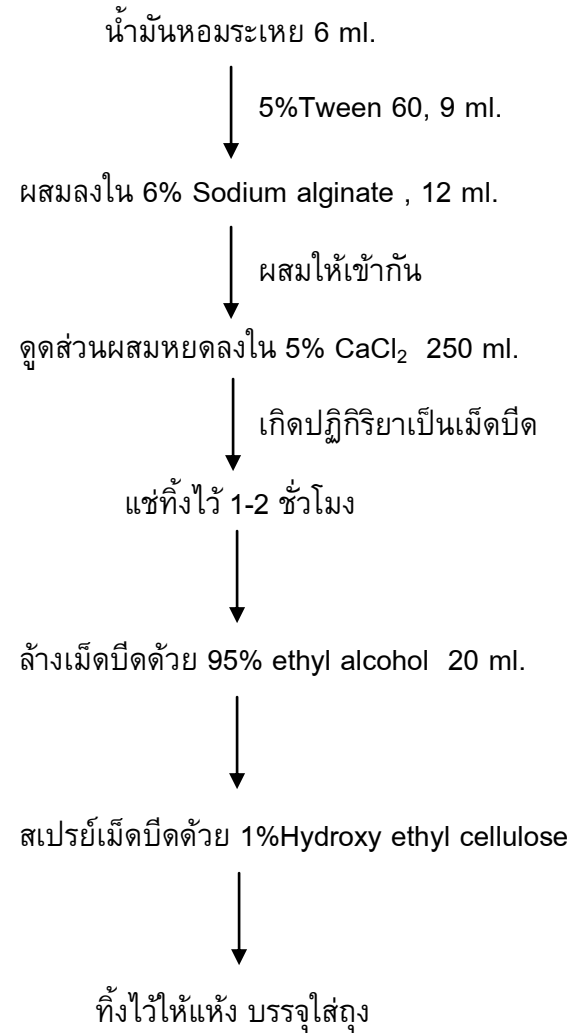 น้ำมันหอมระเหย 6 ml.
5%Tween 60, 9 ml.
ผสมลงใน 6% Sodium alginate , 12 ml.
ผสมให้เข้ากัน
ดูดส่วนผสมหยดลงใน 5% CaCl₂ 250 ml.
เกิดปฏิกิริยาเป็นเม็ดบีด
แช่ทิ้งไว้ 1-2 ชั่วโมง
ล้างเม็ดบีดด้วย 95% ethyl alcohol 20 ml.
สเปรย์เม็ดบีดด้วย 1%Hydroxy ethyl cellulose
ทิ้งไว้ให้แห้ง บรรจุใส่ถุง